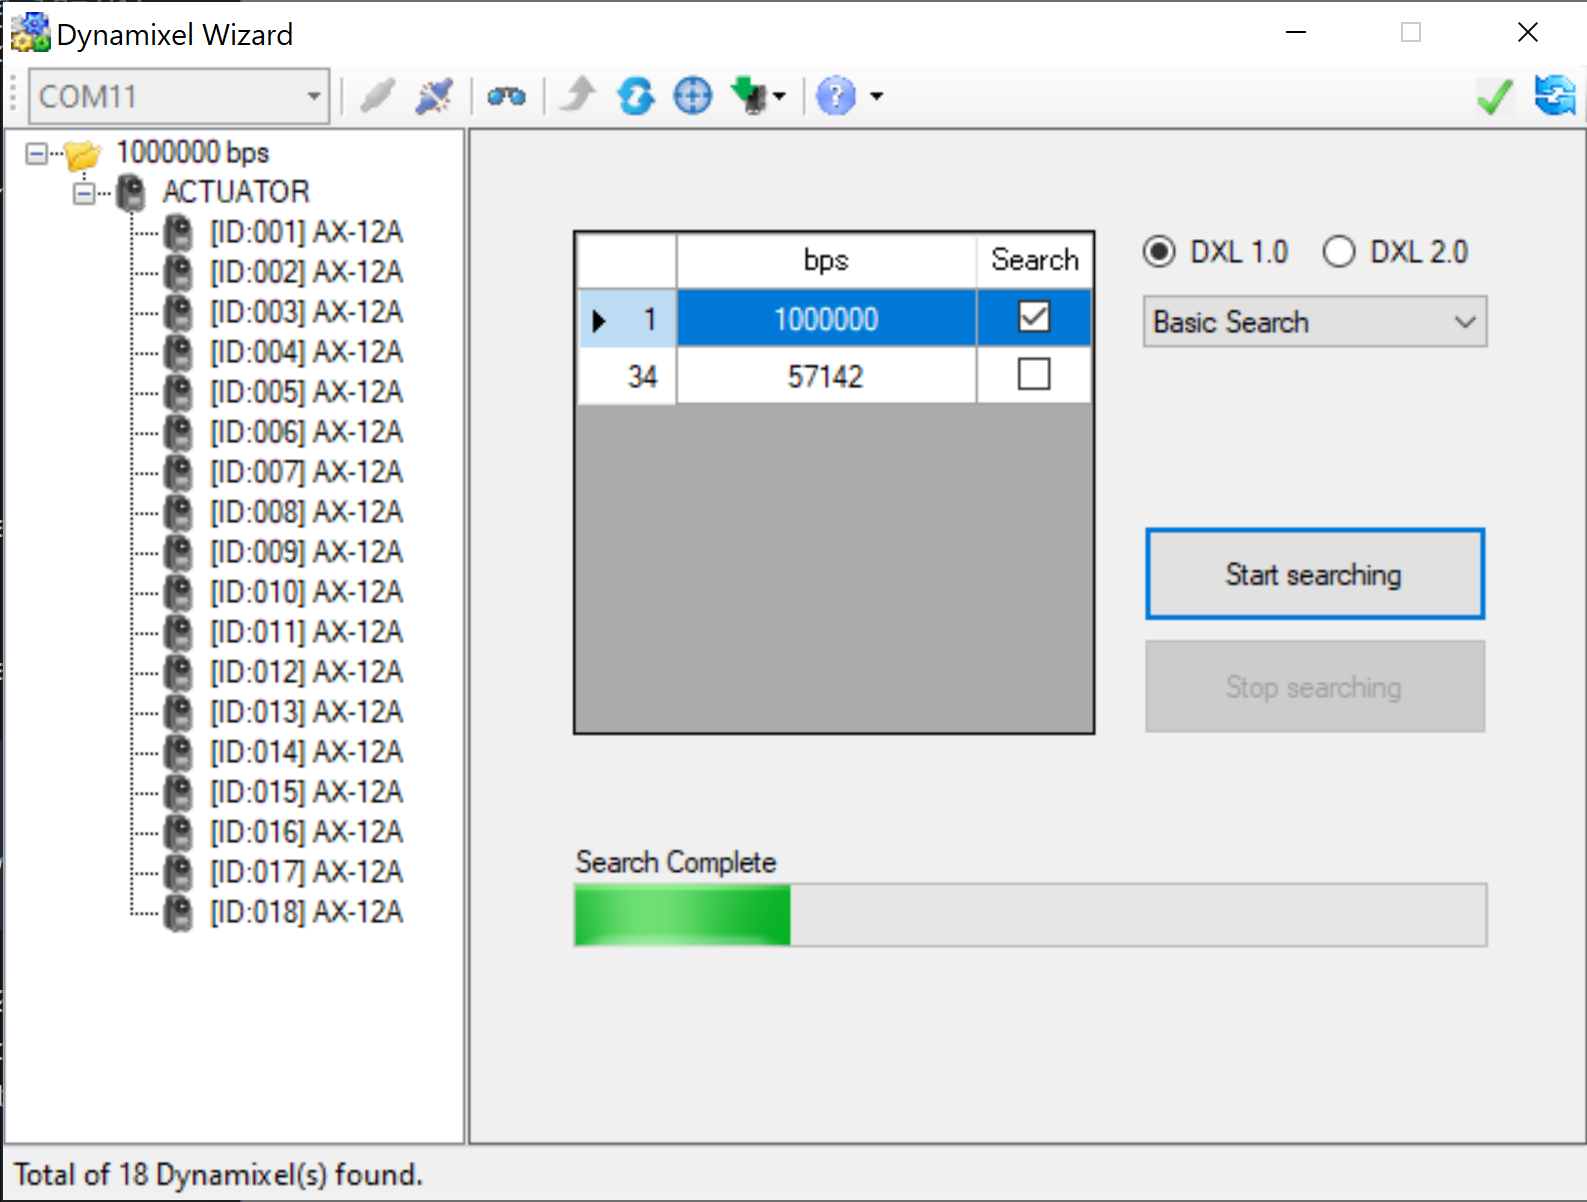 Dynamixel Wizard
COM11
?
1000000 bps
ACTUATOR
[ID:001] AX-12A
[ID:002] AX-12A
[ID:003] AX-12A
[ID:004] AX-12A
[ID:005] AX-12A
[ID:006] AX-12A
[ID:007] AX-12A
[ID:008] AX-12A
[ID:009] AX-12A
[ID:010] AX-12A
[ID:011] AX-12A
[ID:012] AX-12A
[ID:013] AX-12A
[ID:014] AX-12A
[ID:015] AX-12A
[ID:016] AX-12A
[ID:017] AX-12A
[ID:018] AX-12A
bps Search
1 1000000
34 57142
DXL 1.0 DXL 2.0
Basic Search
Start searching
Stop searching
Search Complete
Total of 18 Dynamixel(s) found.